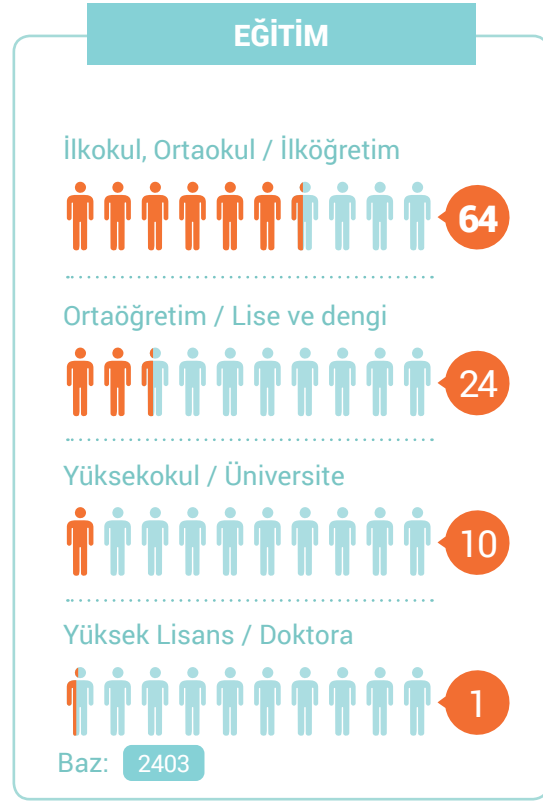 EĞİTİM
İlkokul, Ortaokul / İlköğretim
64
Ortaöğretim / Lise ve dengi
24
Yüksekokul / Üniversite
10
Yüksek Lisans / Doktora
1
Baz: 2403